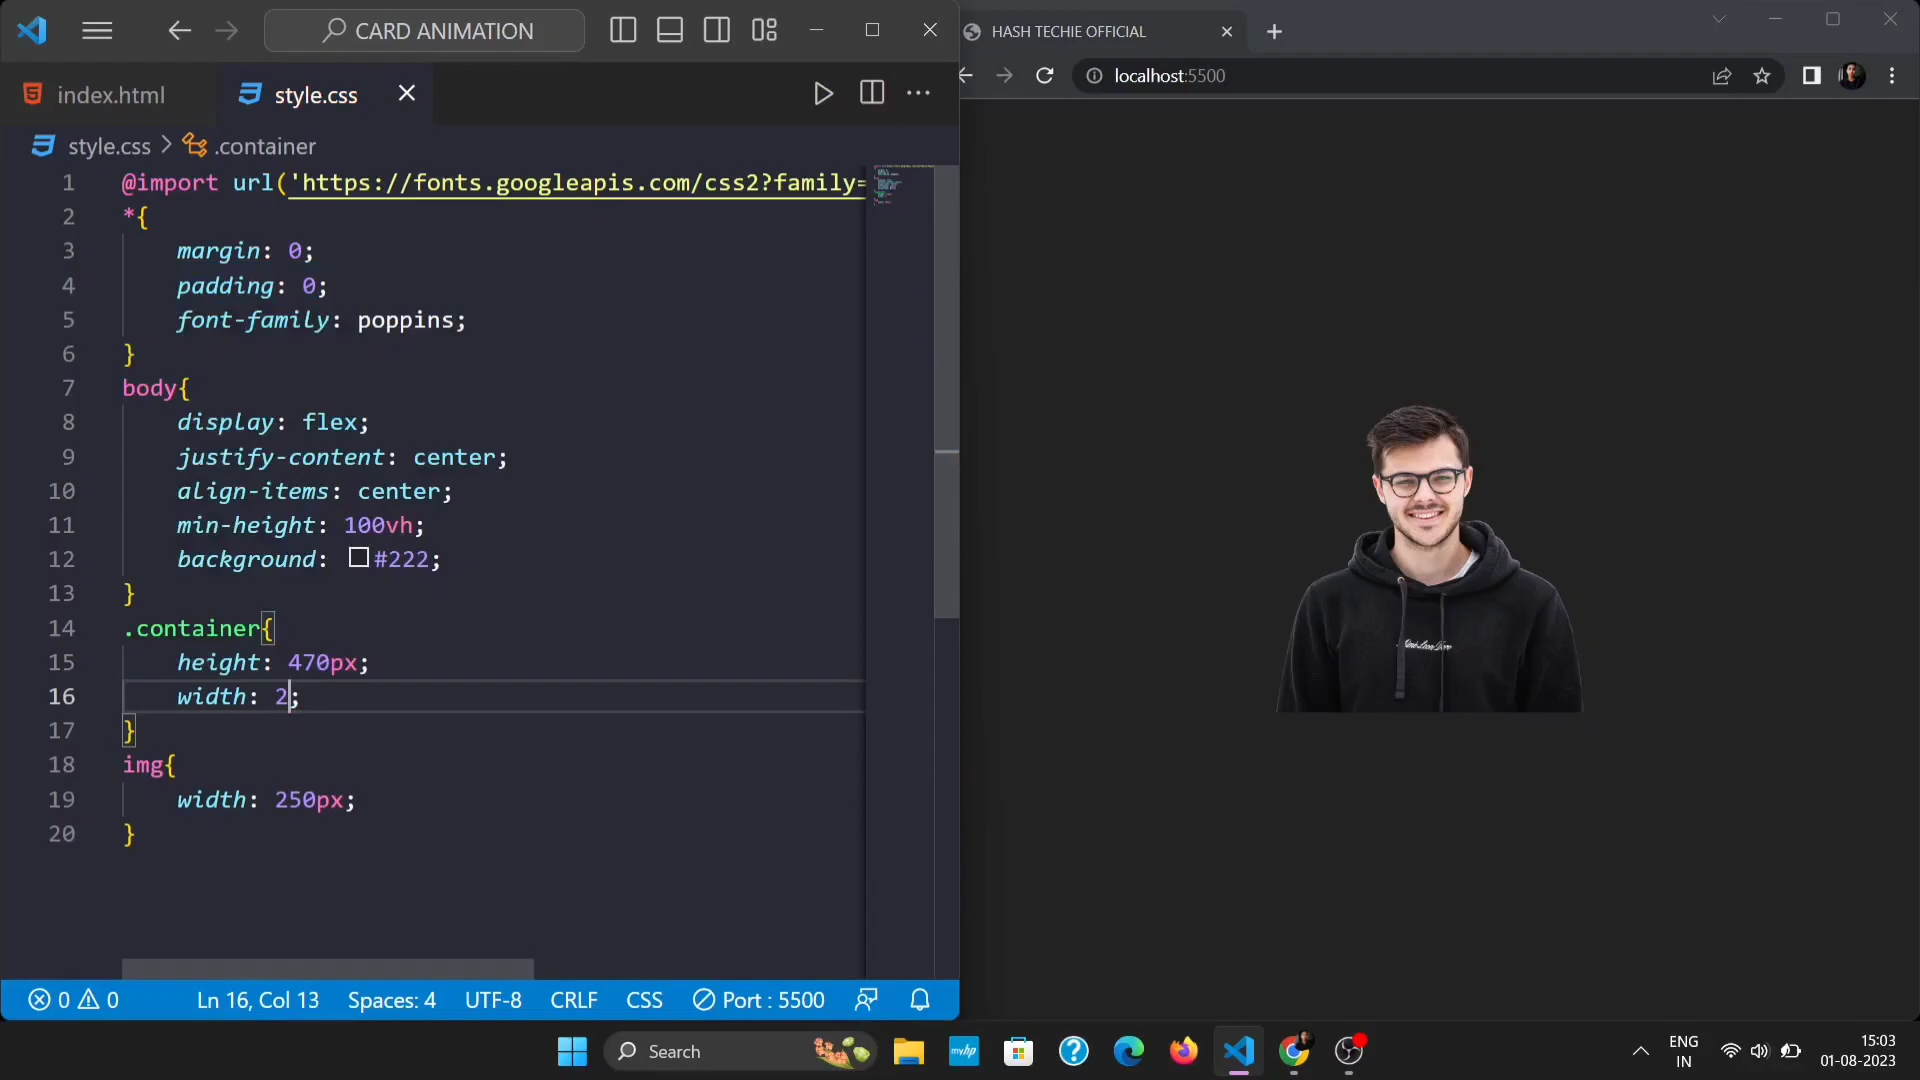 CARD ANIMATION
HASH TECHIE OFFICIAL
index.html
style.css
localhost:5500
style.css > .container
1 @import url('https://fonts.googleapis.com/css2?family=
2 *{
3 margin: 0;
4 padding: 0;
5 font-family: poppins;
6 }
7 body{
8 display: flex;
9 justify-content: center;
10 align-items: center;
11 min-height: 100vh;
12 background: #222;
13 }
14 .container{
15 height: 470px;
16 width: 2;
17 }
18 img{
19 width: 250px;
20 }
0 0 Ln 16, Col 13 Spaces: 4 UTF-8 CRLF CSS Port : 5500
Search
myhp
ENG
IN
15:03
01-08-2023